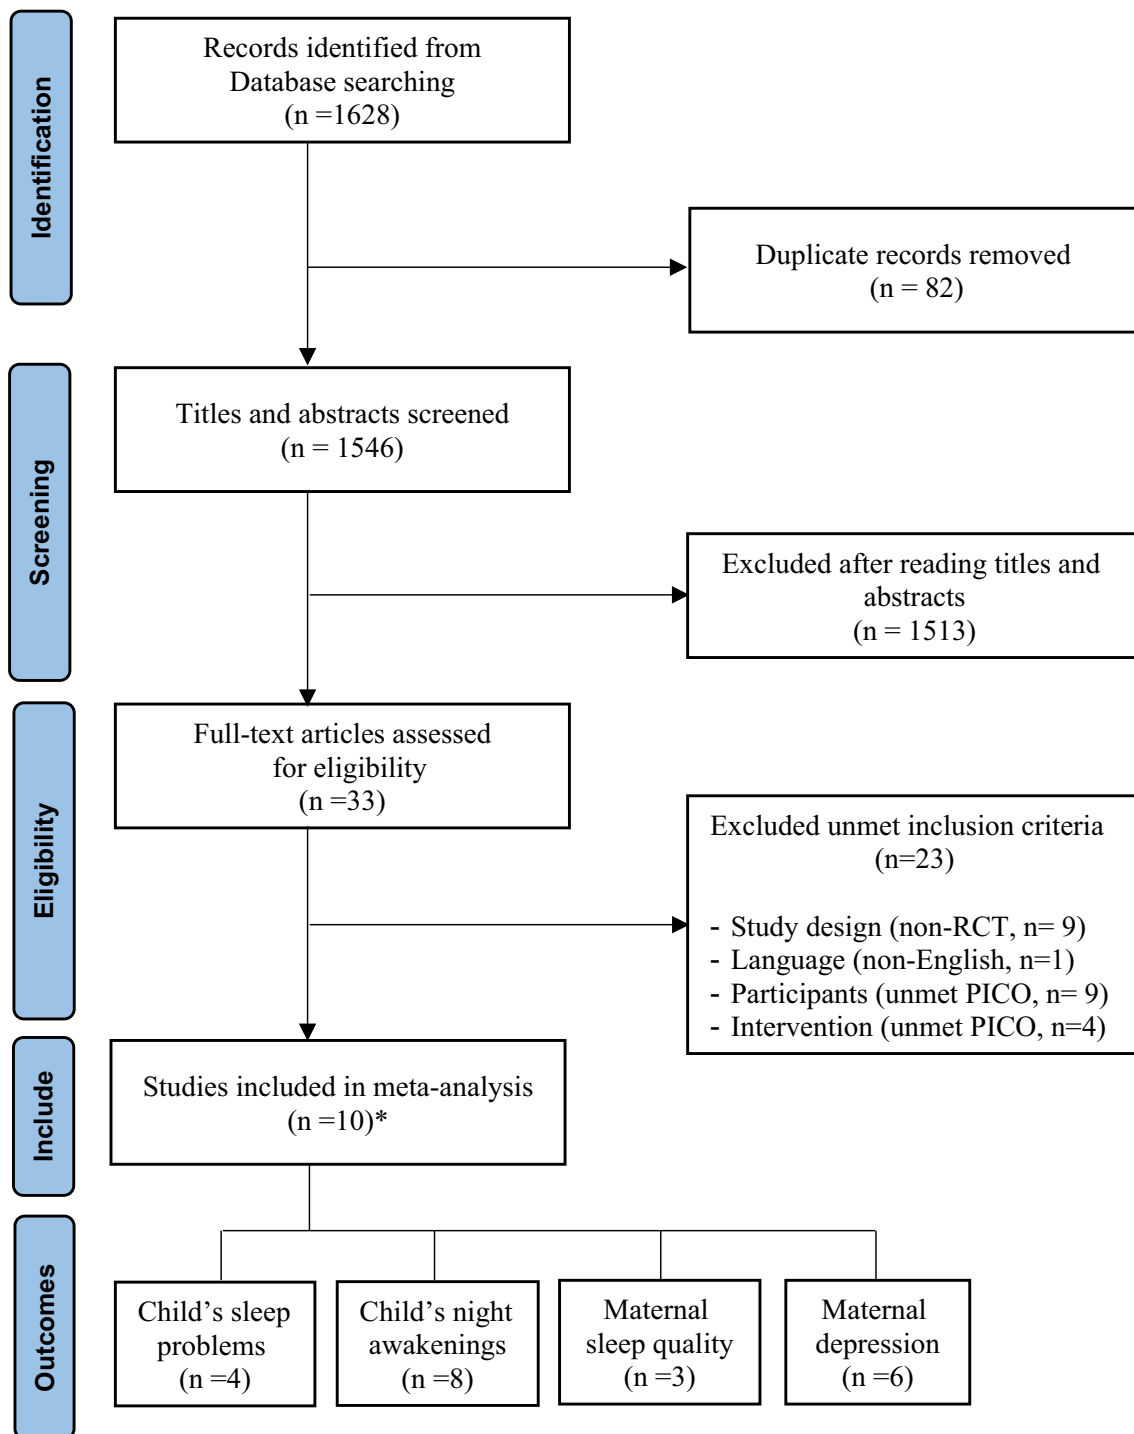 Identification
Records identified from
Database searching
(n =1628)
Duplicate records removed
(n = 82)
Screening
Titles and abstracts screened
(n = 1546)
Excluded after reading titles and
abstracts
(n = 1513)
Eligibility
Full-text articles assessed
for eligibility
(n =33)
Excluded unmet inclusion criteria
(n=23)
- Study design (non-RCT, n= 9)
- Language (non-English, n=1)
- Participants (unmet PICO, n= 9)
- Intervention (unmet PICO, n=4)
Include
Studies included in meta-analysis
(n =10)*
Outcomes
Child’s sleep
problems
(n =4)
Child’s night
awakenings
(n =8)
Maternal
sleep quality
(n =3)
Maternal
depression
(n =6)